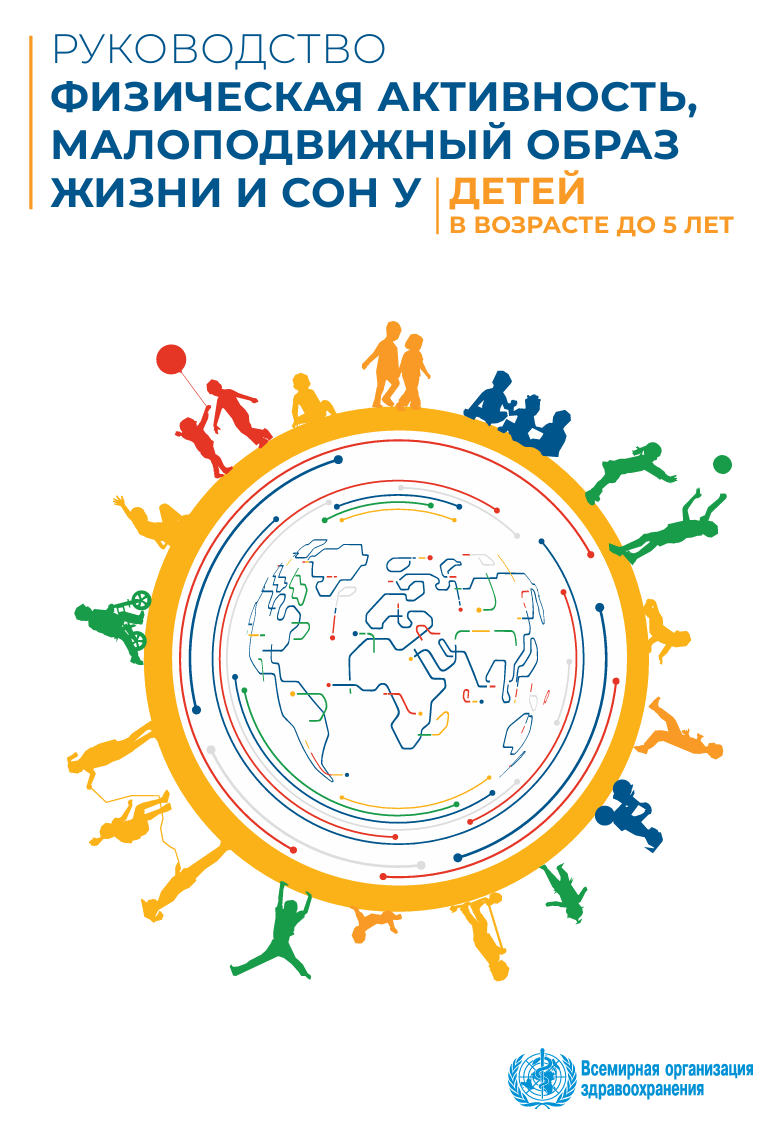 РУКОВОДСТВО
ФИЗИЧЕСКАЯ АКТИВНОСТЬ,
МАЛОПОДВИЖНЫЙ ОБРАЗ
ЖИЗНИ И СОН У ДЕТЕЙ
В ВОЗРАСТЕ ДО 5 ЛЕТ
Всемирная организация
здравоохранения